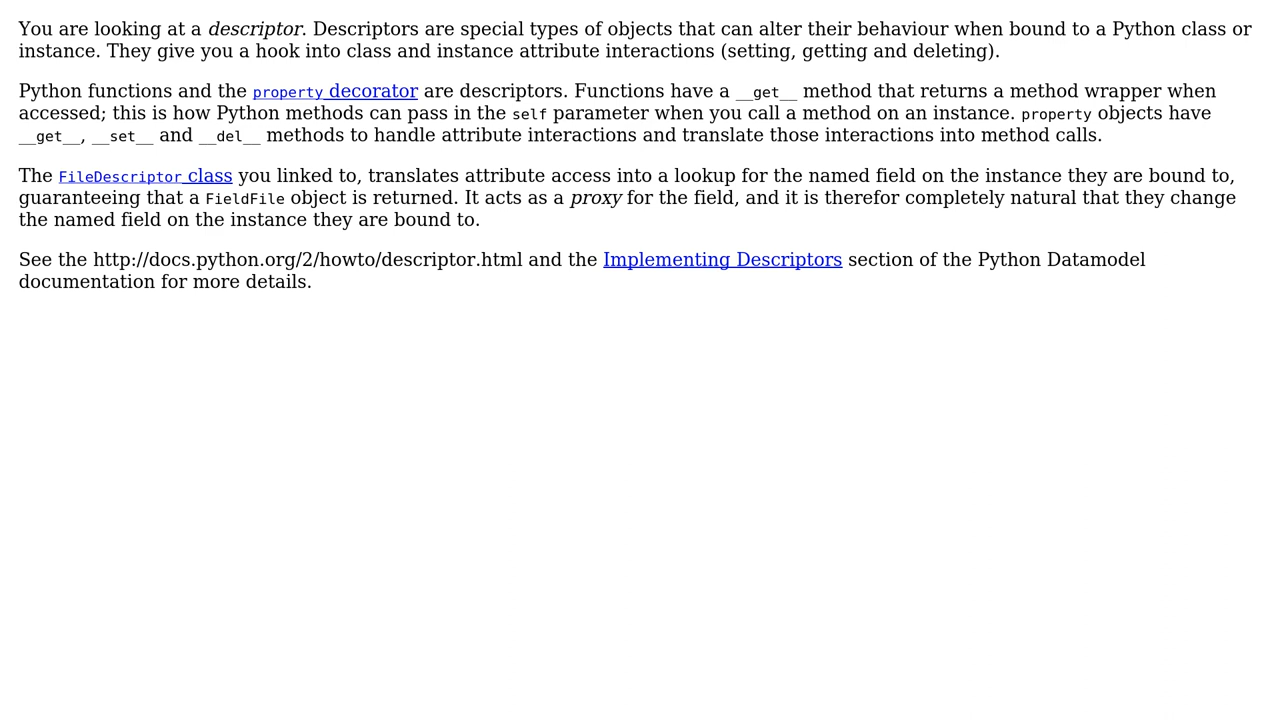 You are looking at a descriptor. Descriptors are special types of objects that can alter their behaviour when bound to a Python class or
instance. They give you a hook into class and instance attribute interactions (setting, getting and deleting).
Python functions and the property decorator are descriptors. Functions have a __get__ method that returns a method wrapper when
accessed; this is how Python methods can pass in the self parameter when you call a method on an instance. property objects have
__get__, __set__ and __del__ methods to handle attribute interactions and translate those interactions into method calls.
The FileDescriptor class you linked to, translates attribute access into a lookup for the named field on the instance they are bound to,
guaranteeing that a FieldFile object is returned. It acts as a proxy for the field, and it is therefor completely natural that they change
the named field on the instance they are bound to.
See the http://docs.python.org/2/howto/descriptor.html and the Implementing Descriptors section of the Python Datamodel
documentation for more details.